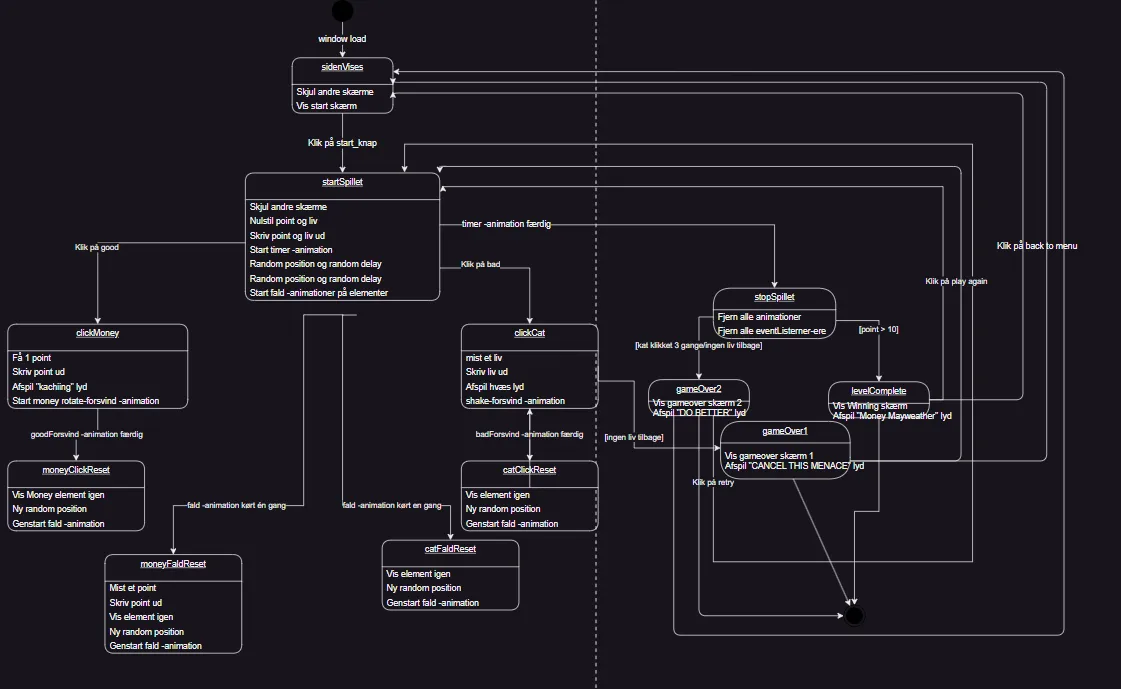 window load
sidenVises
Skjul andre skærme
Vis start skærm
Klik på start_knap
startSpillet
Skjul andre skærme
Nulstil point og liv
Skriv point og liv ud
Start timer -animation
Random position og random delay
Random position og random delay
Start fald -animationer på elementer
Klik på good
timer -animation færdig
Klik på bad
Klik på back to menu
Klik på play again
clickMoney
Få 1 point
Skriv point ud
Afspil "kachiing" lyd
Start money rotate-forsvind -animation
clickCat
mist et liv
Skriv liv ud
Afspil hvæs lyd
shake-forsvind -animation
stopSpillet
Fjern alle animationer
Fjern alle eventListerner-ere
[kat klikket 3 gange/ingen liv tilbage]
[point > 10]
gameOver2
Vis gameover skærm 2
Afspil "DO BETTER" lyd
levelComplete
Vis Winning skærm
Afspil "Money Mayweather" lyd
goodForsvind -animation færdig
badForsvind -animation færdig
[ingen liv tilbage]
gameOver1
Vis gameover skærm 1
Afspil "CANCEL THIS MENACE" lyd
Klik på retry
moneyClickReset
Vis Money element igen
Ny random position
Genstart fald -animation
catClickReset
Vis element igen
Ny random position
Genstart fald -animation
fald -animation kørt én gang
fald -animation kørt en gang
moneyFaldReset
Mist et point
Skriv point ud
Vis element igen
Ny random position
Genstart fald -animation
catFaldReset
Vis element igen
Ny random position
Genstart fald -animation